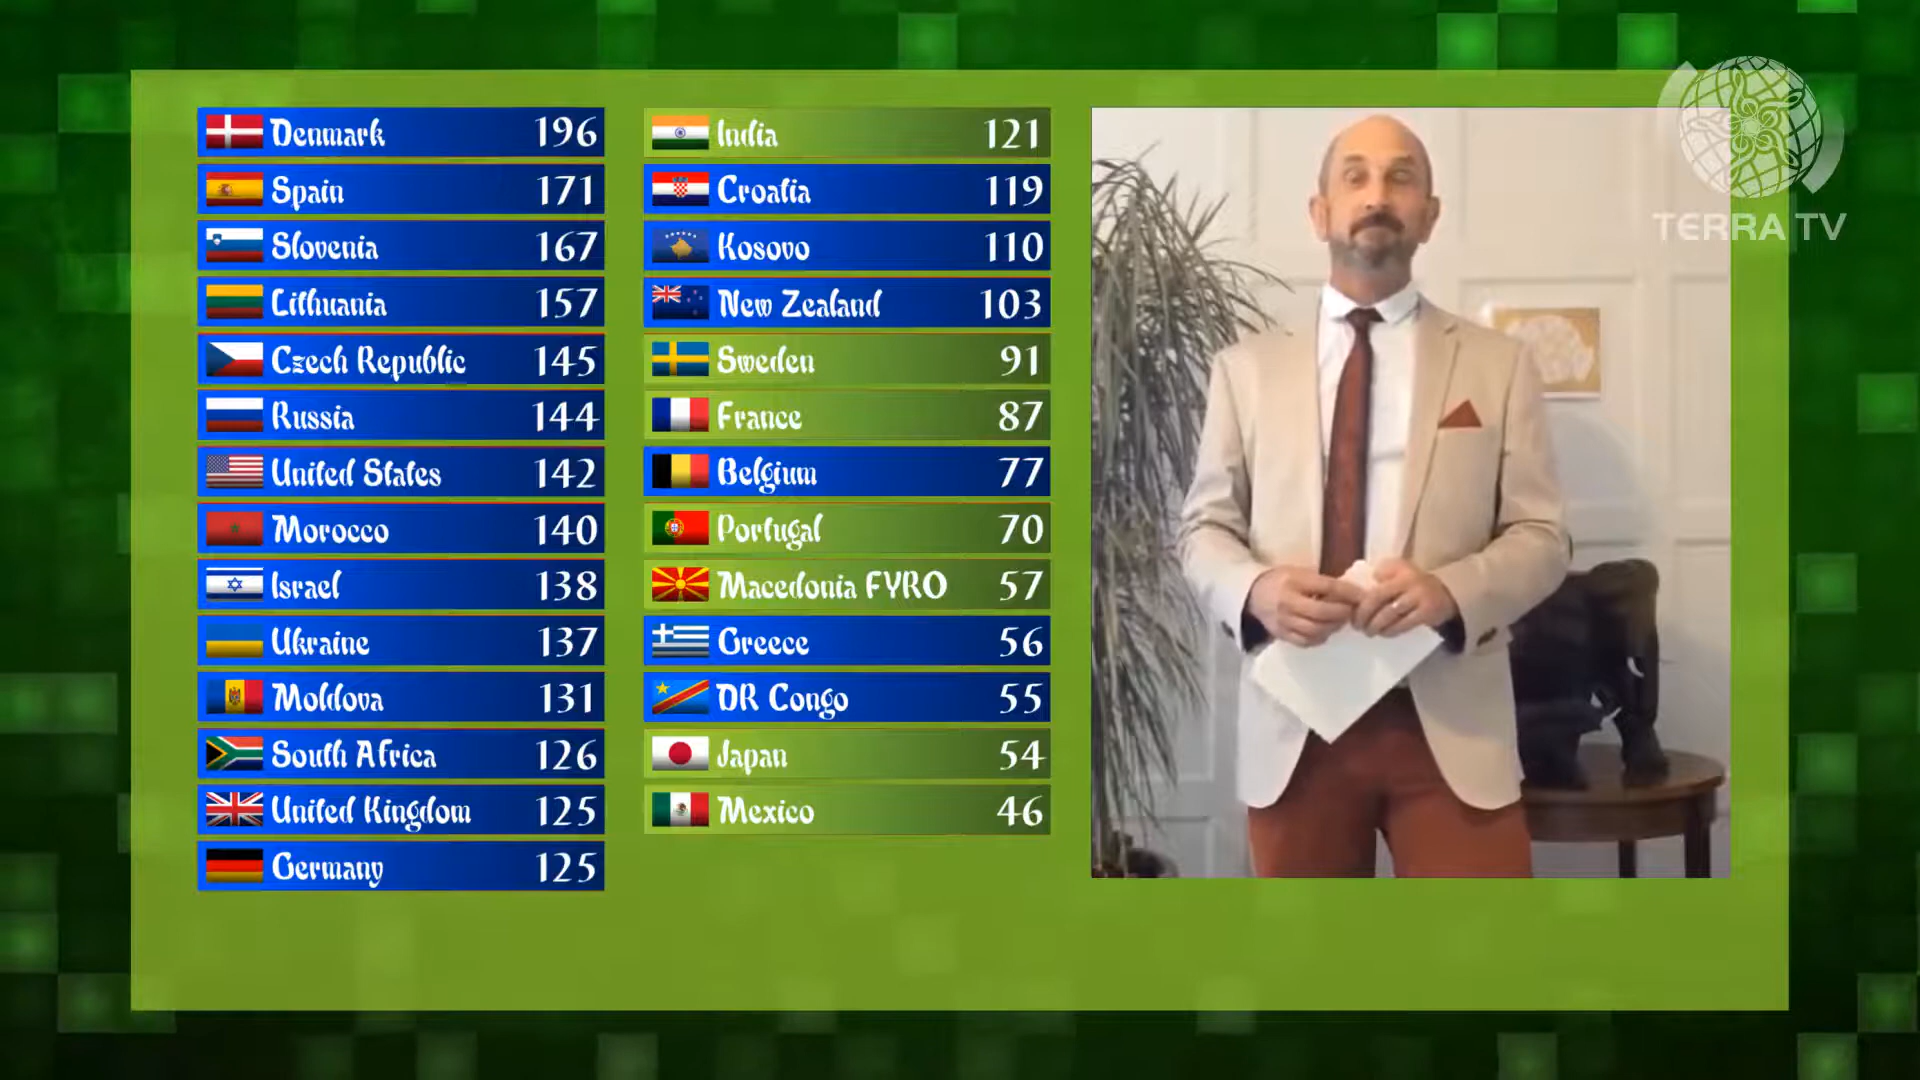 Denmark 196
Spain 171
Slovenia 167
Lithuania 157
Czech Republic 145
Russia 144
United States 142
Morocco 140
Israel 138
Ukraine 137
Moldova 131
South Africa 126
United Kingdom 125
Germany 125
India 121
Croatia 119
Kosovo 110
New Zealand 103
Sweden 91
France 87
Belgium 77
Portugal 70
Macedonia FYRO 57
Greece 56
DR Congo 55
Japan 54
Mexico 46
TERRA TV